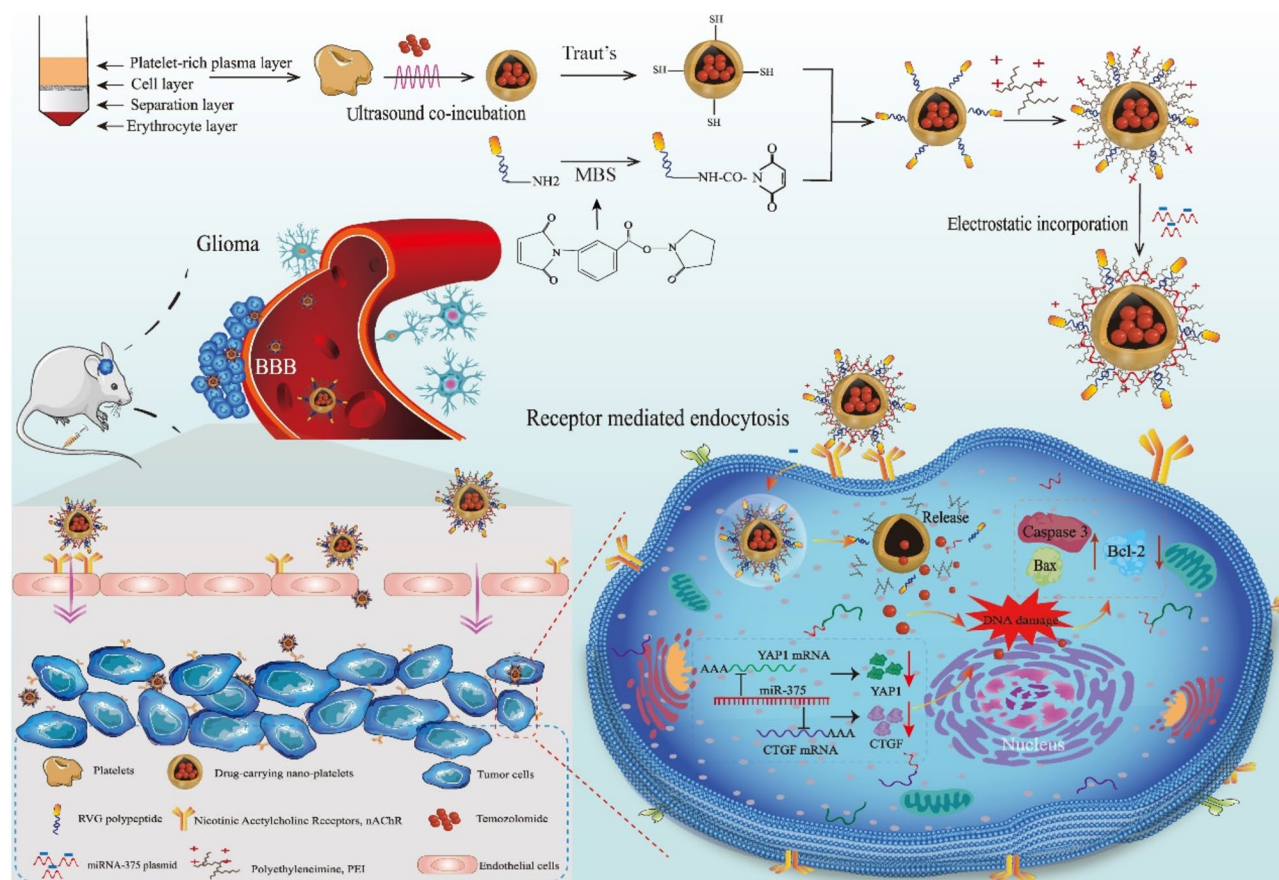 Platelet-rich plasma layer
Cell layer
Separation layer
Erythrocyte layer
Ultrasound co-incubation
Traut's
SH
SH
SH
SH
NH2
MBS
NH-CO-
N
O
O
O
N
O
O
O
N
O
Electrostatic incorporation
Glioma
BBB
Receptor mediated endocytosis
Release
Caspase 3
Bax
Bcl-2
DNA damage
YAP1 mRNA
AAA
YAP1
miR-375
AAA
CTGF mRNA
CTGF
Nucleus
Platelets
Drug-carrying nano-platelets
Tumor cells
RVG polypeptide
Nicotinic Acctylcholine Receptors, nAChR
Temozolomide
miRNA-375 plasmid
Polyethyleneimine, PEI
Endothelial cells